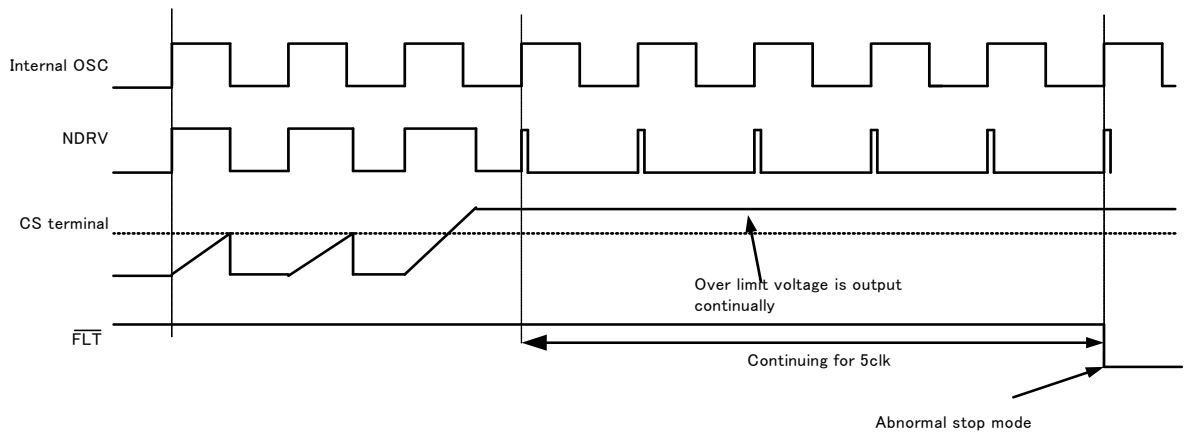 Internal OSC
NDRV
CS terminal
Over limit voltage is output
continually
FLT
Continuing for 5clk
Abnormal stop mode